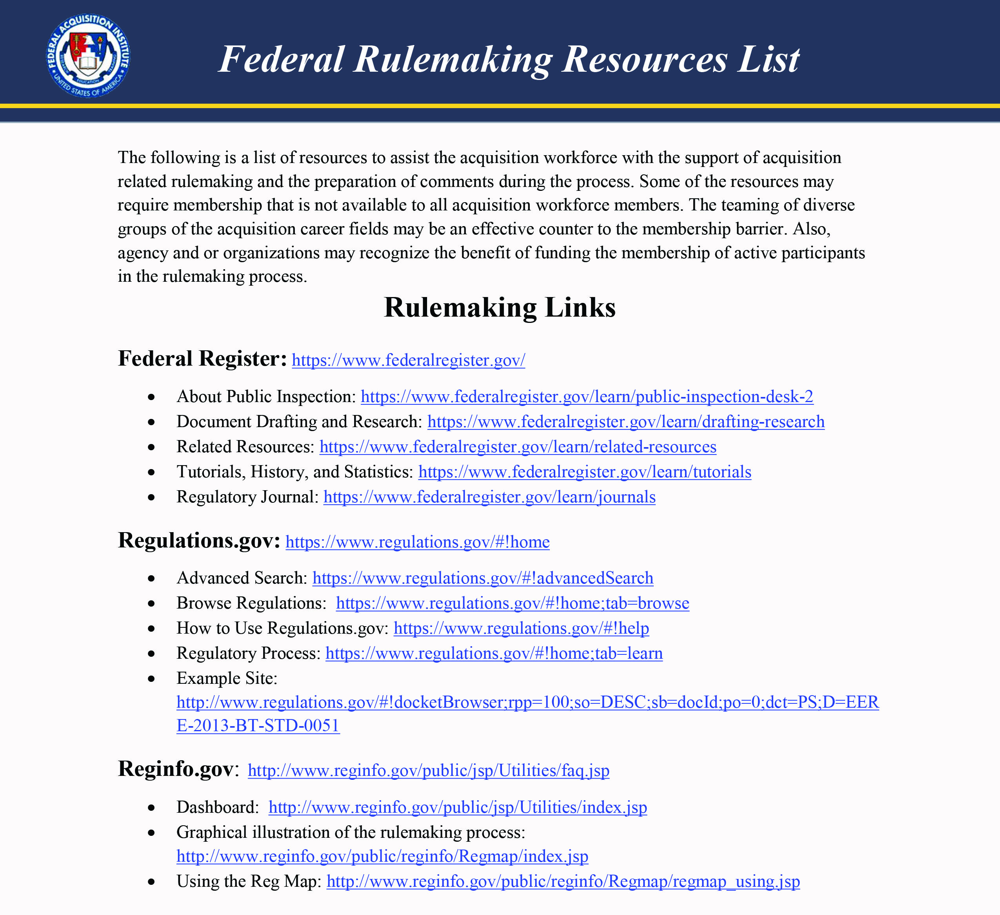 FEDERAL ACQUISITION INSTITUTE
UNITED STATES OF AMERICA
EDUCATION
TRAINING
Federal Rulemaking Resources List
The following is a list of resources to assist the acquisition workforce with the support of acquisition
related rulemaking and the preparation of comments during the process. Some of the resources may
require membership that is not available to all acquisition workforce members. The teaming of diverse
groups of the acquisition career fields may be an effective counter to the membership barrier. Also,
agency and or organizations may recognize the benefit of funding the membership of active participants
in the rulemaking process.
Rulemaking Links
Federal Register: https://www.federalregister.gov/
• About Public Inspection: https://www.federalregister.gov/learn/public-inspection-desk-2
• Document Drafting and Research: https://www.federalregister.gov/learn/drafting-research
• Related Resources: https://www.federalregister.gov/learn/related-resources
• Tutorials, History, and Statistics: https://www.federalregister.gov/learn/tutorials
• Regulatory Journal: https://www.federalregister.gov/learn/journals
Regulations.gov: https://www.regulations.gov/#!home
• Advanced Search: https://www.regulations.gov/#!advancedSearch
• Browse Regulations: https://www.regulations.gov/#!home;tab=browse
• How to Use Regulations.gov: https://www.regulations.gov/#!help
• Regulatory Process: https://www.regulations.gov/#!home;tab=learn
• Example Site:
http://www.regulations.gov/#!docketBrowser;rpp=100;so=DESC;sb=docId;po=0;dct=PS;D=EER
E-2013-BT-STD-0051
Reginfo.gov: http://www.reginfo.gov/public/jsp/Utilities/faq.jsp
• Dashboard: http://www.reginfo.gov/public/jsp/Utilities/index.jsp
• Graphical illustration of the rulemaking process:
http://www.reginfo.gov/public/reginfo/Regmap/index.jsp
• Using the Reg Map: http://www.reginfo.gov/public/reginfo/Regmap/regmap_using.jsp